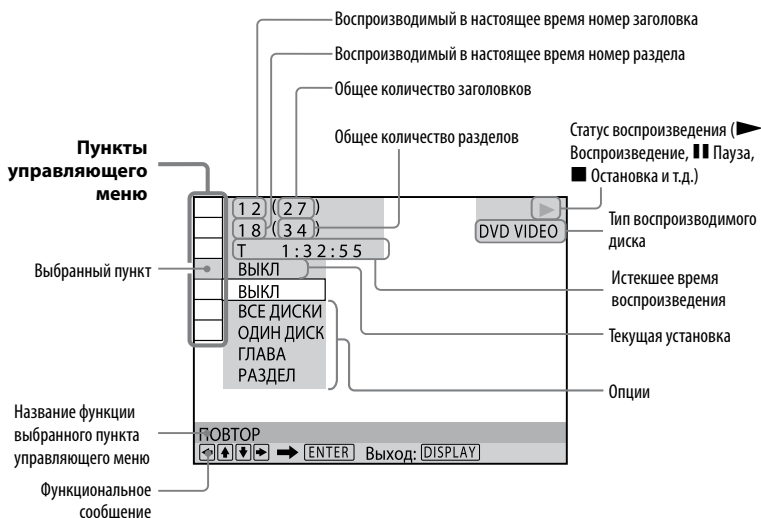 Воспроизводимый в настоящее время номер заголовка
Воспроизводимый в настоящее время номер раздела
Общее количество заголовков
Общее количество разделов
Статус воспроизведения (▶
Воспроизведение, ▮▮ Пауза,
■ Остановка и т.д.)
Пункты
управляющего
меню
12 (27)
18 (34)
DVD VIDEO
Тип воспроизводимого
диска
T 1:32:55
Выбранный пункт
ВЫКЛ
Истекшее время
воспроизведения
ВЫКЛ
ВСЕ ДИСКИ
ОДИН ДИСК
ГЛАВА
РАЗДЕЛ
Текущая установка
Опции
Название функции
выбранного пункта
управляющего меню
ПОВТОР
ENTER Выход: DISPLAY
Функциональное
сообщение